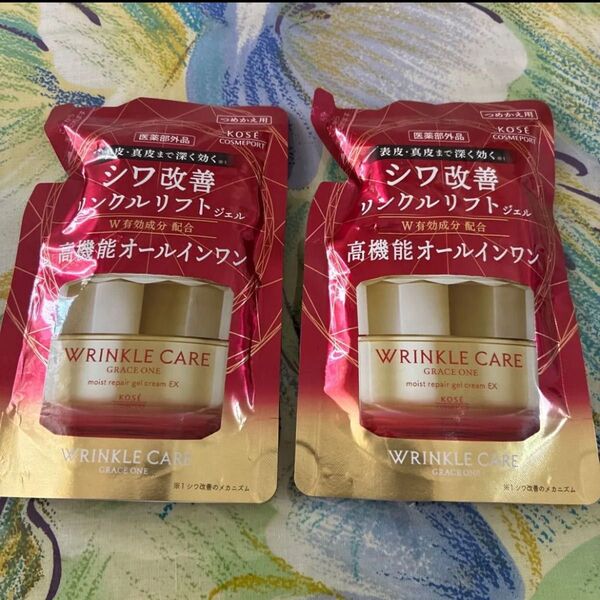 つめかえ用
医薬部外品
KOSÉ
COSMEPORT
表皮・真皮まで深く効く※1
シワ改善
リンクルリフトジェル
W有効成分 配合
高機能オールインワン
WRINKLE CARE
GRACE ONE
moist repair gel cream EX
KOSÉ
WRINKLE CARE
GRACE ONE
※1 シワ改善のメカニズム
つめかえ用
医薬部外品
KOSÉ
COSMEPORT
表皮・真皮まで深く効く※1
シワ改善
リンクルリフトジェル
W有効成分 配合
高機能オールインワン
WRINKLE CARE
GRACE ONE
moist repair gel cream EX
KOSÉ
WRINKLE CARE
GRACE ONE
※1 シワ改善のメカニズム